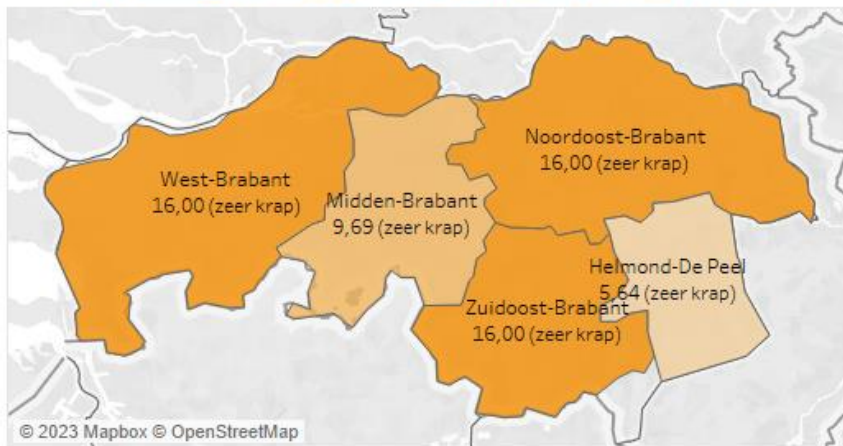 Noordoost-Brabant
16,00 (zeer krap)
West-Brabant
16,00 (zeer krap)
Midden-Brabant
9,69 (zeer krap)
Helmond-De Peel
5,64 (zeer krap)
Zuidoost-Brabant
16,00 (zeer krap)
© 2023 Mapbox © OpenStreetMap